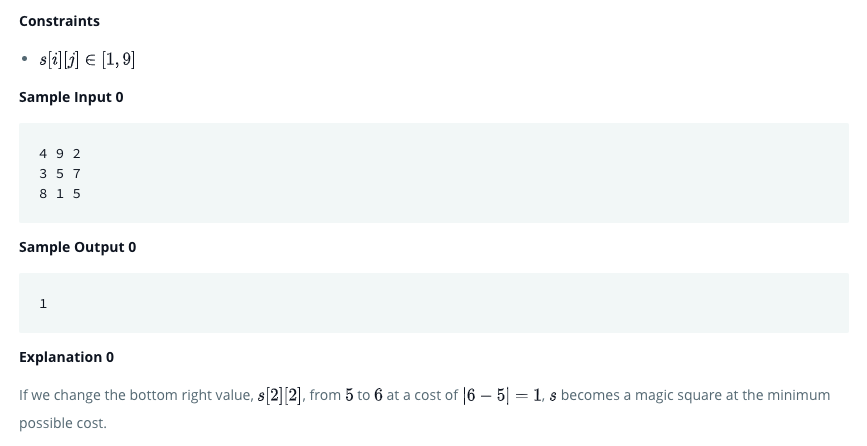 Constraints
• s[i][j] ∈ [1, 9]
Sample Input 0
4 9 2
3 5 7
8 1 5
Sample Output 0
1
Explanation 0
If we change the bottom right value, s[2][2], from 5 to 6 at a cost of |6 − 5| = 1, s becomes a magic square at the minimum
possible cost.